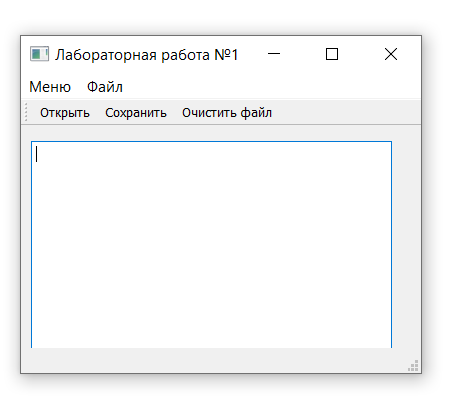 Лабораторная работа №1
Меню Файл
Открыть Сохранить Очистить файл